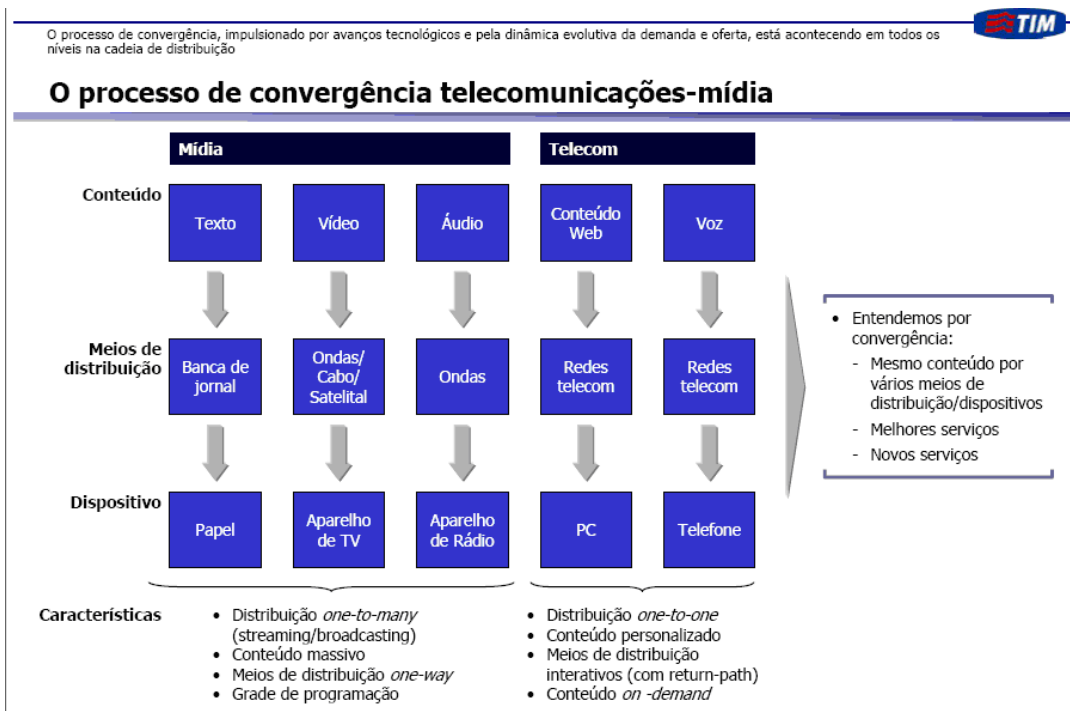 O processo de convergência, impulsionado por avanços tecnológicos e pela dinâmica evolutiva da demanda e oferta, está acontecendo em todos os
níveis na cadeia de distribuição
TIM
O processo de convergência telecomunicações-mídia
Mídia
Telecom
Conteúdo
Texto
Vídeo
Áudio
Conteúdo
Web
Voz
Meios de
distribuição
Banca de
jornal
Ondas/
Cabo/
Satelital
Ondas
Redes
telecom
Redes
telecom
Dispositivo
Papel
Aparelho
de TV
Aparelho
de Rádio
PC
Telefone
• Entendemos por
convergência:
- Mesmo conteúdo por
vários meios de
distribuição/dispositivos
- Melhores serviços
- Novos serviços
Características
• Distribuição one-to-many
(streaming/broadcasting)
• Conteúdo massivo
• Meios de distribuição one-way
• Grade de programação
• Distribuição one-to-one
• Conteúdo personalizado
• Meios de distribuição
interativos (com return-path)
• Conteúdo on -demand